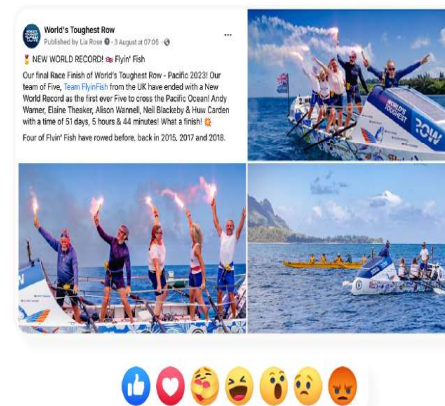 World's Toughest Row
Published by Lia Rose · 3 August at 07:05 ·
NEW WORLD RECORD! Flyin' Fish
Our final Race Finish of World's Toughest Row - Pacific 2023! Our
team of Five, Team FlyinFish from the UK have ended with a New
World Record as the first ever Five to cross the Pacific Ocean! Andy
Warner, Elaine Theaker, Alison Wannell, Neil Blackeby & Huw Carden
with a time of 51 days, 5 hours & 44 minutes! What a finish!
Four of Flyin' Fish have rowed before, back in 2015, 2017 and 2018.
WORLD'S
TOUGHEST
ROW